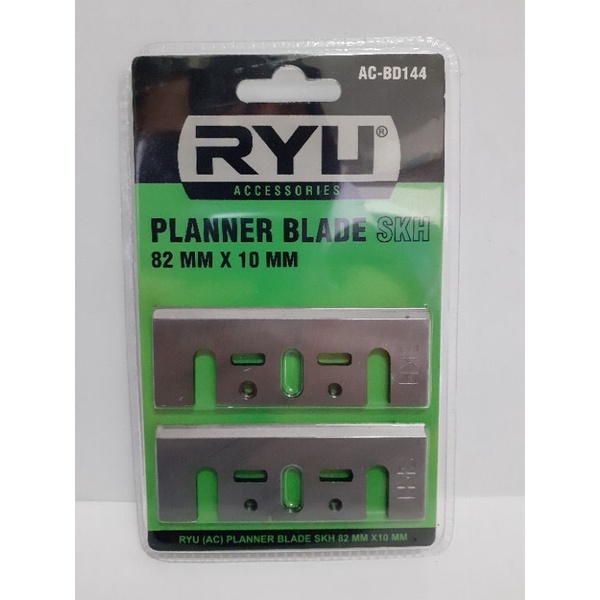 AC-BD144
RYU®
ACCESSORIES
PLANNER BLADE SKH
82 MM X 10 MM
SKH
RYU (AC) PLANNER BLADE SKH 82 MM X10 MM